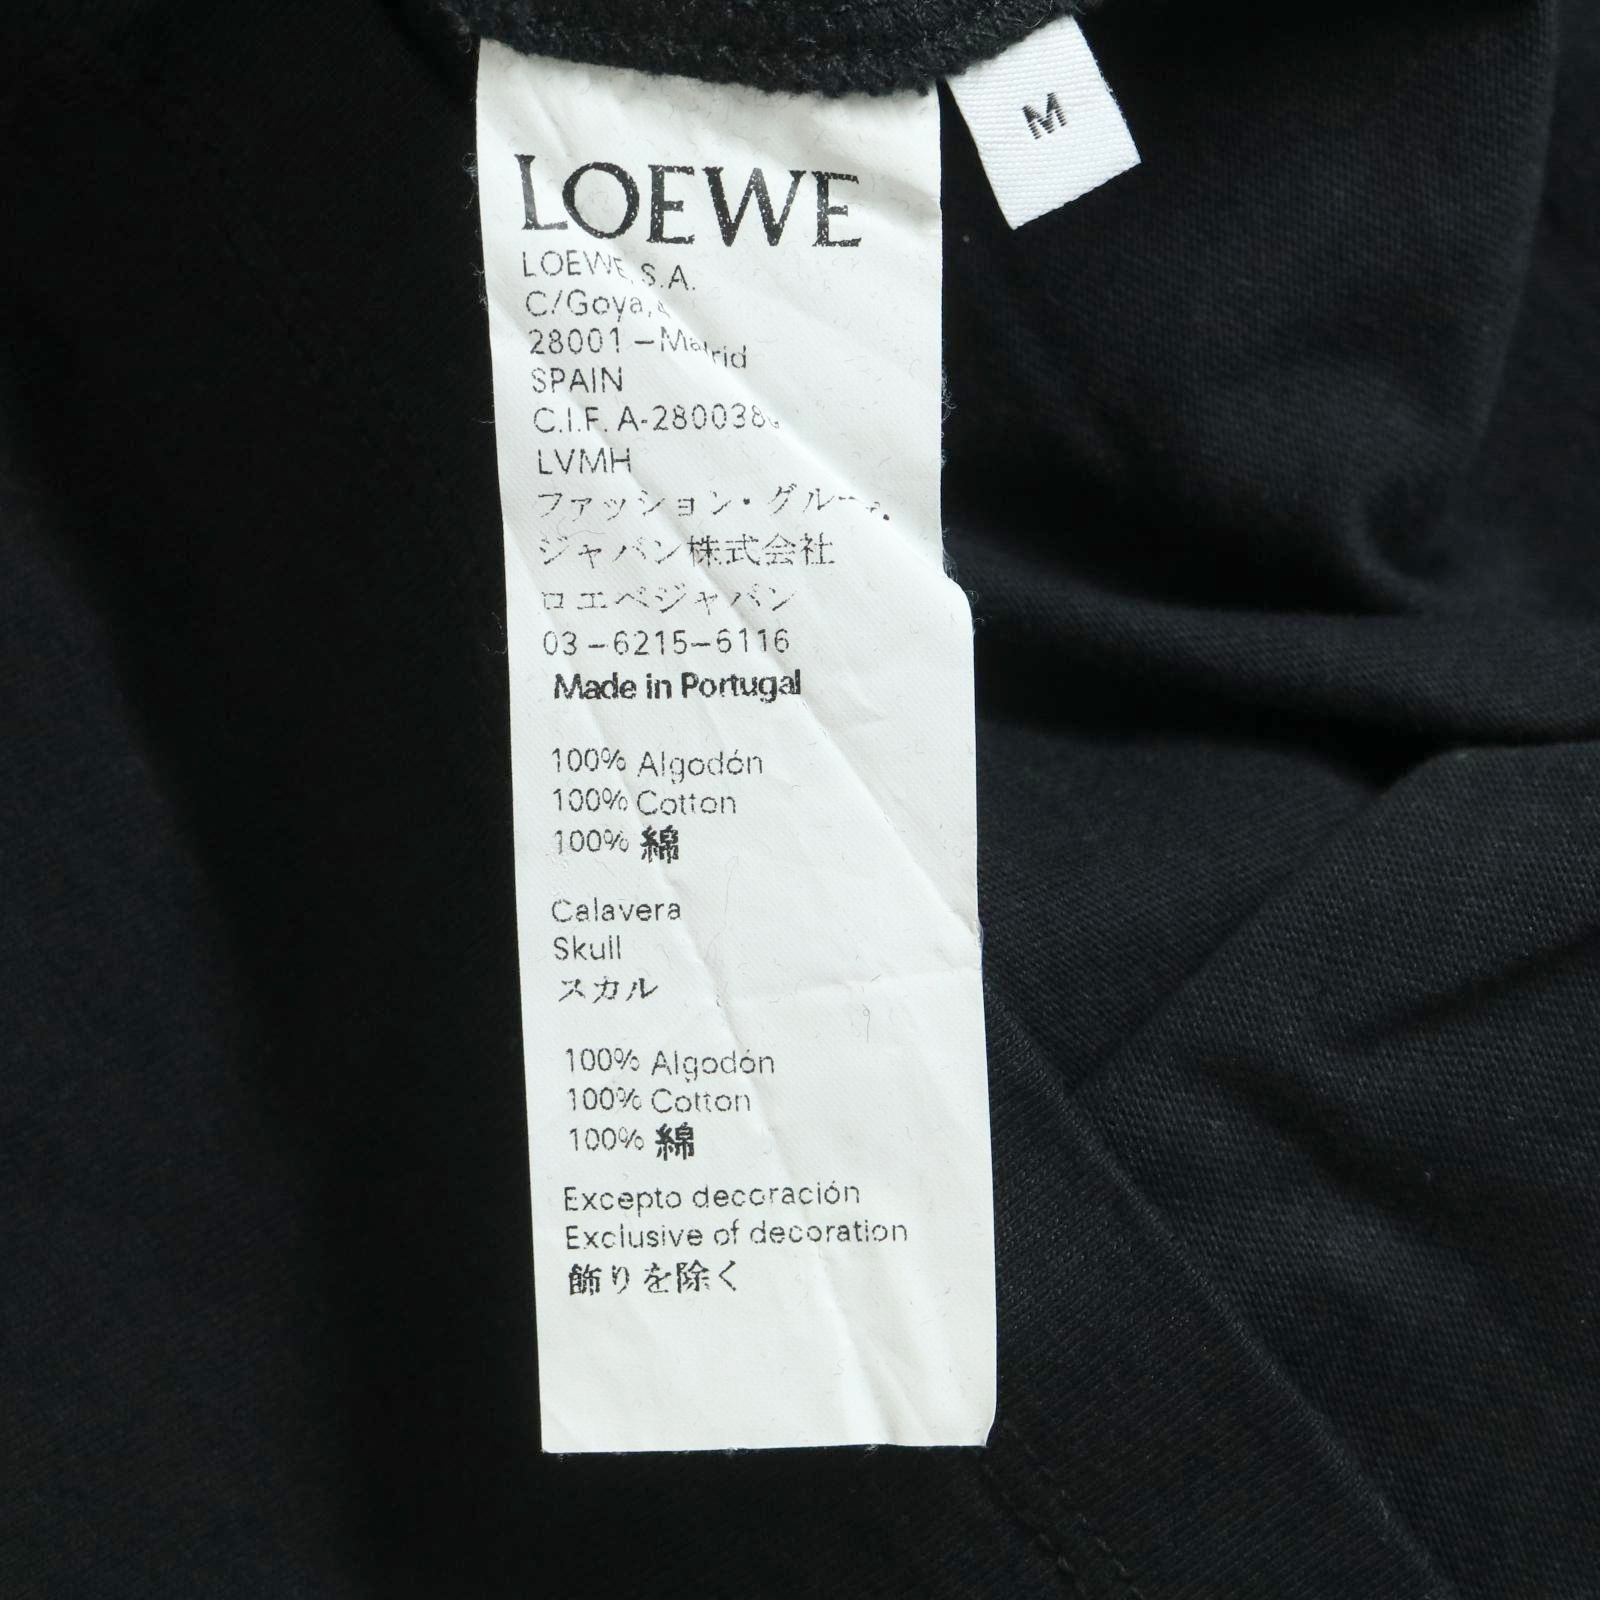 LOEWE
M
LOEWE S.A.
C/Goya,
28001 – Madrid
SPAIN
C.I.F. A-280038
LVMH
ファッション・グルー
ジャパン株式会社
ロエベジャパン
03–6215–6116
Made in Portugal
100% Algodón
100% Cotton
100% 綿
Calavera
Skull
スカル
100% Algodón
100% Cotton
100% 綿
Excepto decoración
Exclusive of decoration
飾りを除く